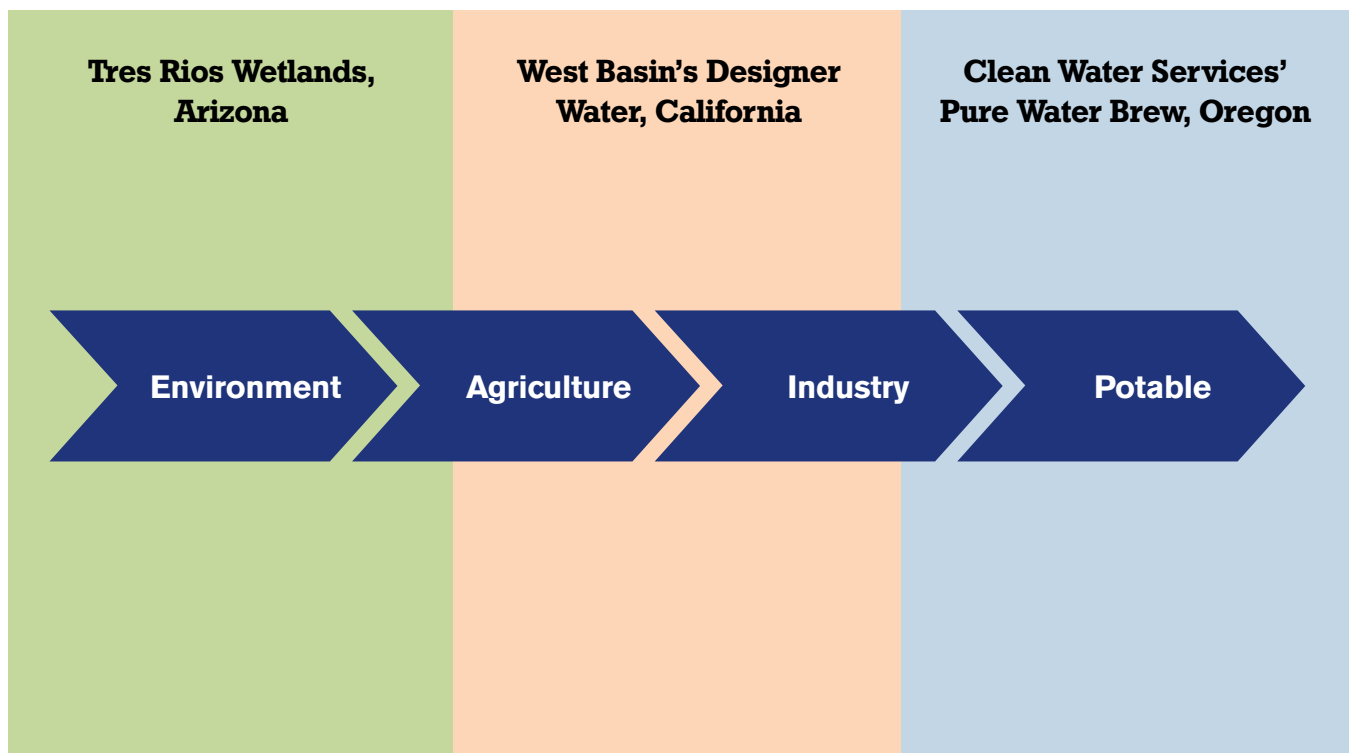 Tres Rios Wetlands,
Arizona
West Basin's Designer
Water, California
Clean Water Services’
Pure Water Brew, Oregon
Environment
Agriculture
Industry
Potable